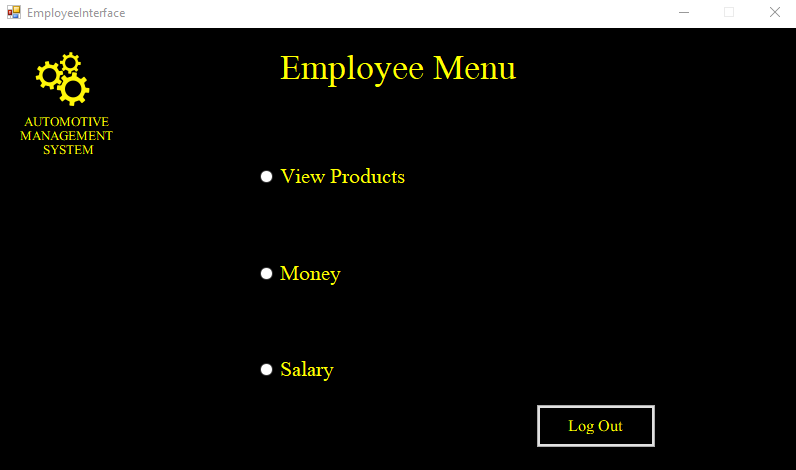 EmployeeInterface
Employee Menu
AUTOMOTIVE
MANAGEMENT
SYSTEM
View Products
Money
Salary
Log Out